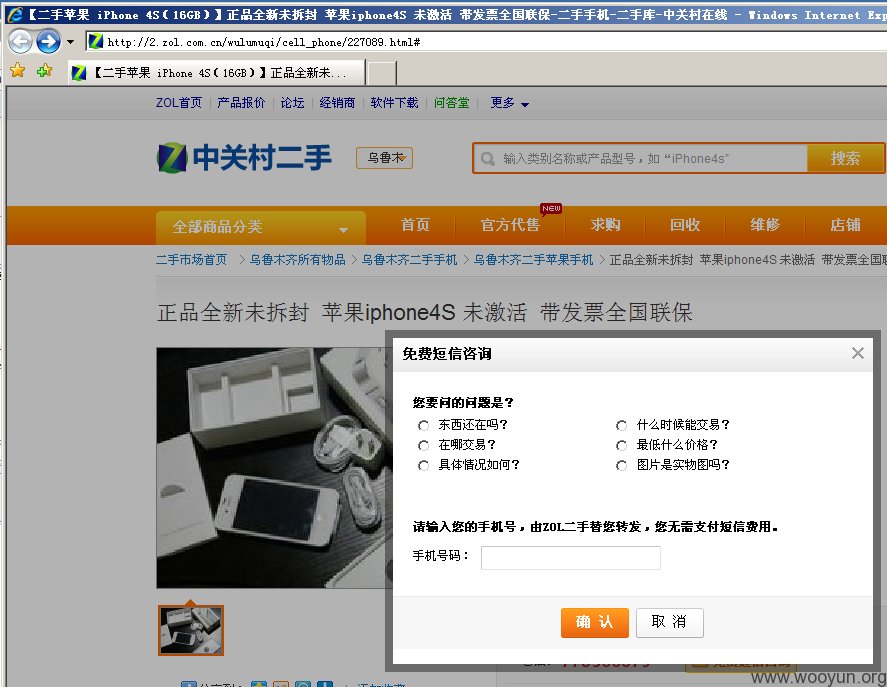 【二手苹果 iPhone 4S(16GB)】正品全新未拆封 苹果iphone4S 未激活 带发票全国联保-二手手机-二手库-中关村在线 - Windows Internet Exp
http://2.zol.com.cn/wulumuqi/cell_phone/227089.html#
【二手苹果 iPhone 4S(16GB)】正品全新未...
ZOL首页 产品报价 论坛 经销商 软件下载 问答堂 更多
中关村二手 乌鲁木 输入类别名称或产品型号，如 “iPhone4s” 搜索
NEW
全部商品分类 首页 官方代售 求购 回收 维修 店铺
二手市场首页 > 乌鲁木齐所有物品 > 乌鲁木齐二手手机 > 乌鲁木齐二手苹果手机 > 正品全新未拆封 苹果iphone4S 未激活 带发票全国联
正品全新未拆封 苹果iphone4S 未激活 带发票全国联保
免费短信咨询
您要问的问题是？
东西还在吗？ 什么时候能交易？
在哪交易？ 最低什么价格？
具体情况如何？ 图片是实物图吗？
请输入您的手机号，由ZOL二手替您转发，您无需支付短信费用。
手机号码：
确 认 取 消
www.wooyun.org